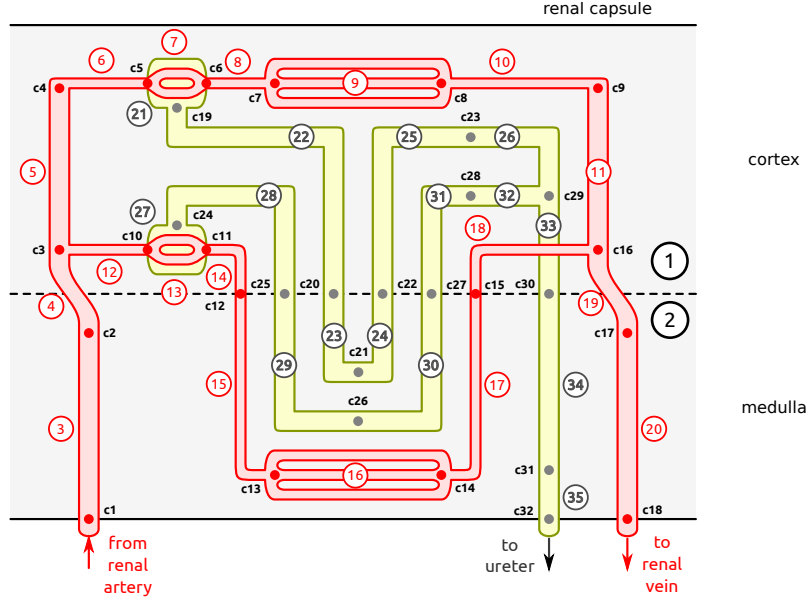 renal capsule
7
6
8
10
c5
c6
c4
9
c9
c7
c8
21
c19
c23
22
25
26
cortex
5
11
28
c28
27
c24
31
32
c29
18
33
c3
c10
c11
c16
12
14
1
13
c25
c20
c22
c27
c15
c30
4
c12
19
2
c2
c17
23
24
c21
29
30
15
17
34
c26
medulla
3
20
c31
16
c13
c14
35
c1
c32
c18
from
renal
artery
to
ureter
to
renal
vein